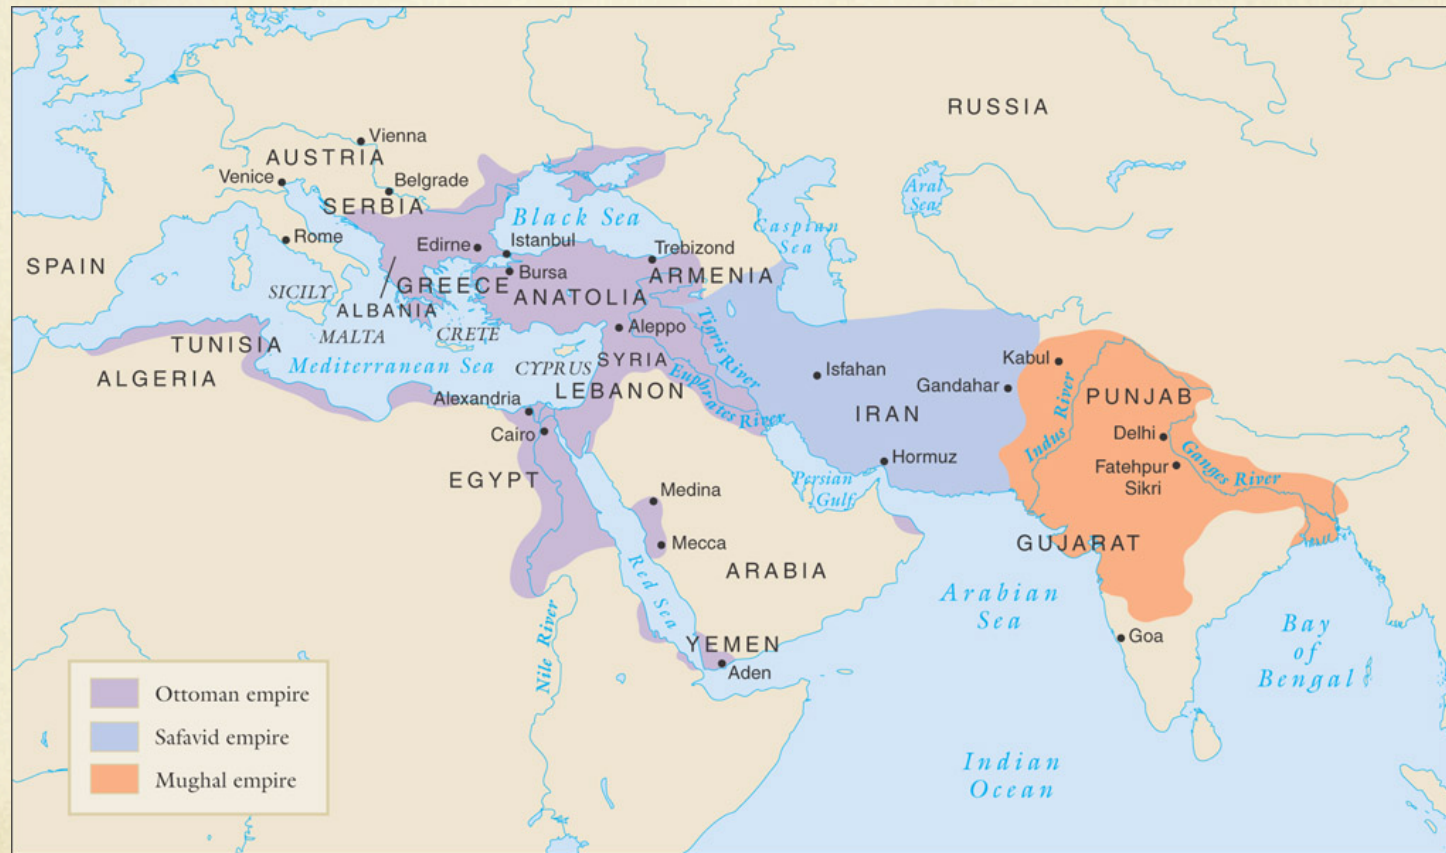 RUSSIA
Vienna
AUSTRIA
Venice
Belgrade
SERBIA
Aral
Sea
Black Sea
Caspian
Sea
Rome
Edirne
Istanbul
Trebizond
SPAIN
Bursa
ARMENIA
GREECE
ANATOLIA
SICILY
ALBANIA
MALTA
CRETE
Aleppo
Tigris River
TUNISIA
Mediterranean Sea
CYPRUS
SYRIA
Euphrates River
ALGERIA
LEBANON
Isfahan
Kabul
Gandahar
Indus River
PUNJAB
Alexandria
IRAN
Cairo
Delhi
Hormuz
Fatehpur
Sikri
Ganges River
EGYPT
Medina
Persian
Gulf
Mecca
GUJARAT
ARABIA
Red Sea
Arabian
Sea
Nile River
YEMEN
Aden
Goa
Bay
of
Bengal
Ottoman empire
Safavid empire
Mughal empire
Indian
Ocean